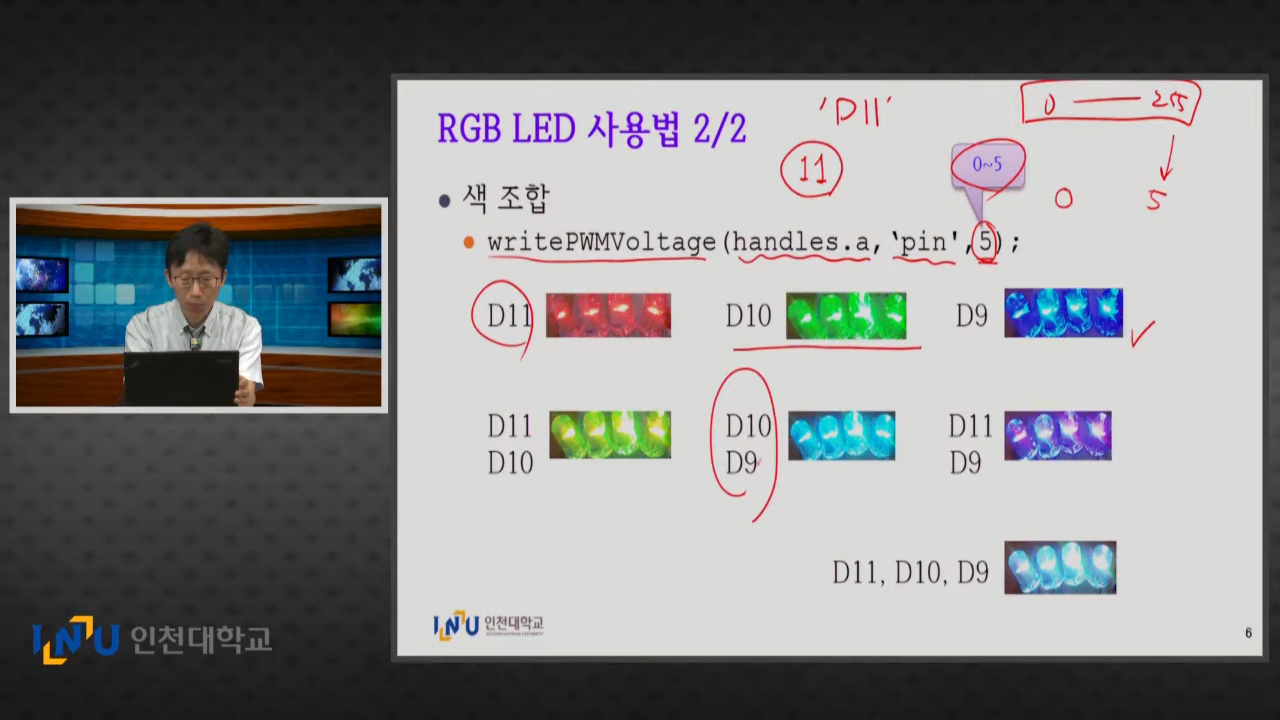 RGB LED 사용법 2/2
'D11'
0 — 255
11
0~5
0 5
• 색 조합
• writePWMVoltage(handles.a,‘pin',5);
D11
D10
D9
D11
D10
D10
D9
D11
D9
D11, D10, D9
INU 인천대학교
INU 인천대학교
6